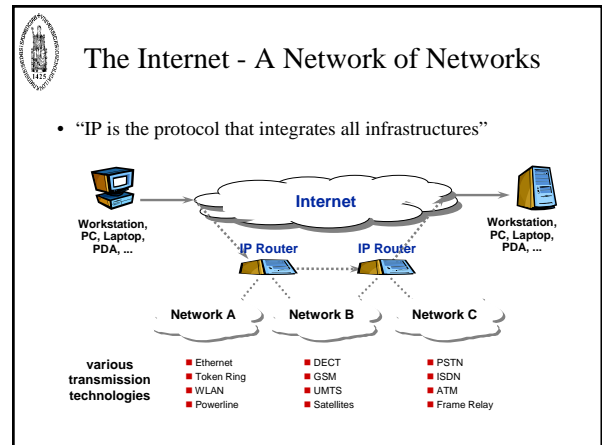 The Internet - A Network of Networks
• “IP is the protocol that integrates all infrastructures”
Internet
Workstation,
PC, Laptop,
PDA, ...
Workstation,
PC, Laptop,
PDA, ...
IP Router
IP Router
Network A
Network B
Network C
various
transmission
technologies
Ethernet
Token Ring
WLAN
Powerline
DECT
GSM
UMTS
Satellites
PSTN
ISDN
ATM
Frame Relay
1425